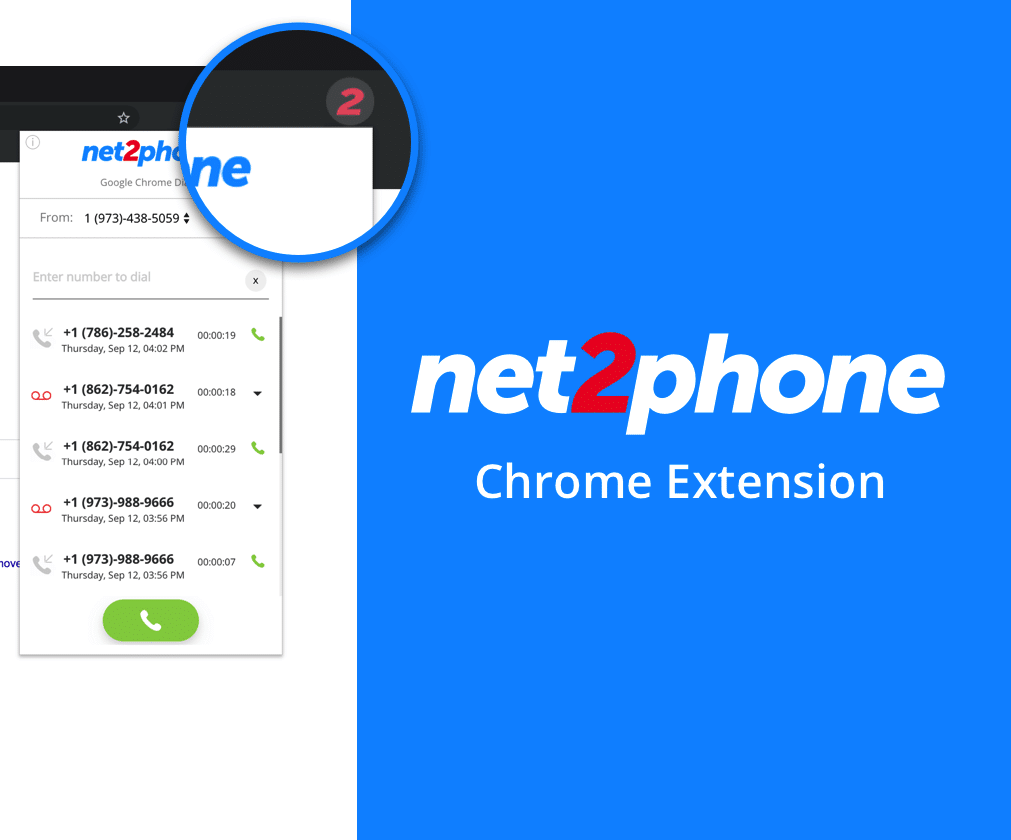 2
net2pho
ne
Google Chrome Di
From: 1 (973)-438-5059
Enter number to dial
x
+1 (786)-258-2484 00:00:19
Thursday, Sep 12, 04:02 PM
+1 (862)-754-0162 00:00:18
Thursday, Sep 12, 04:01 PM
+1 (862)-754-0162 00:00:29
Thursday, Sep 12, 04:00 PM
+1 (973)-988-9666 00:00:20
Thursday, Sep 12, 03:56 PM
+1 (973)-988-9666 00:00:07
Thursday, Sep 12, 03:56 PM
net2phone
Chrome Extension